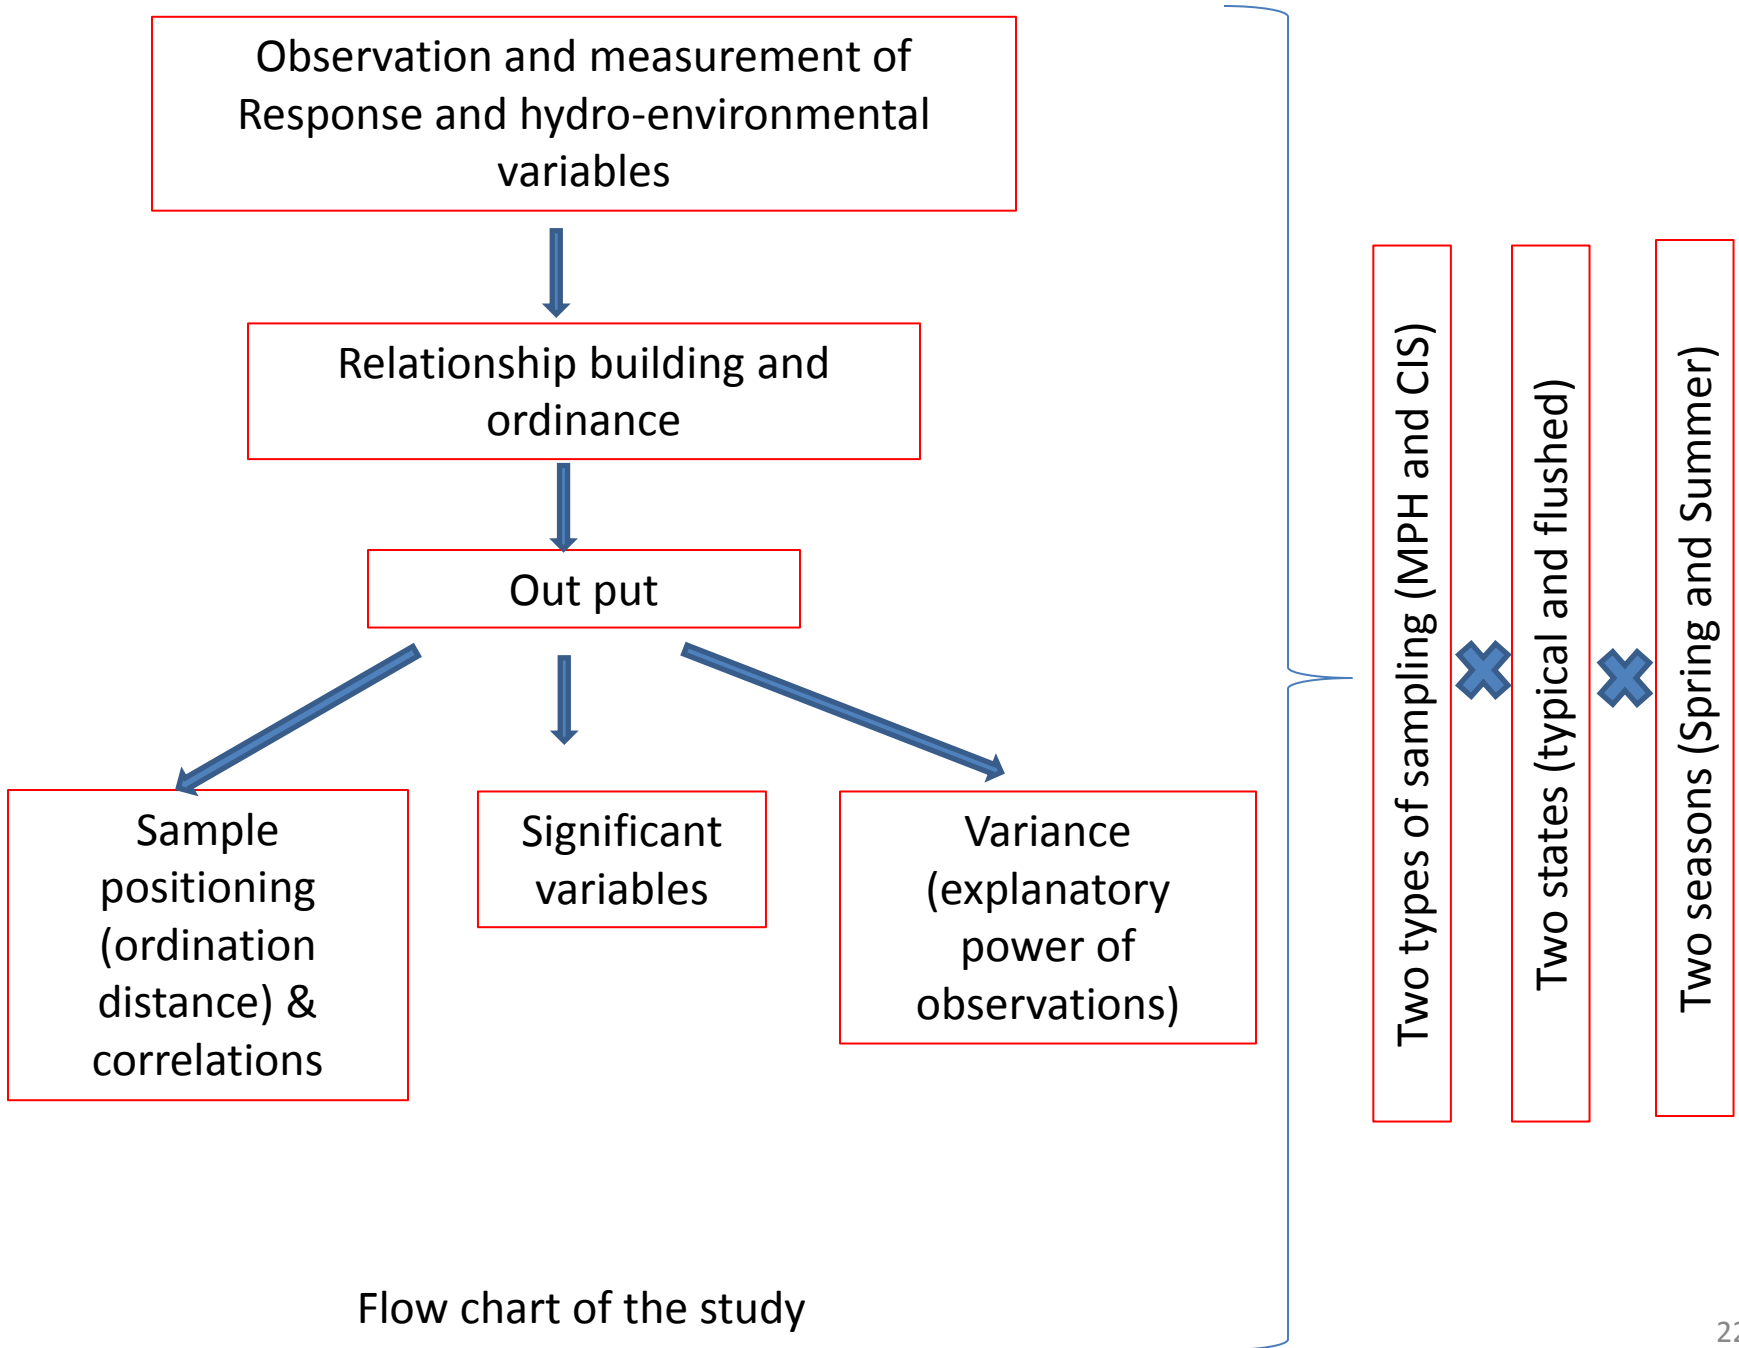 Observation and measurement of
Response and hydro-environmental
variables
Relationship building and
ordinance
Out put
Sample
positioning
(ordination
distance) &
correlations
Significant
variables
Variance
(explanatory
power of
observations)
Two types of sampling (MPH and CIS)
Two states (typical and flushed)
Two seasons (Spring and Summer)
Flow chart of the study
22